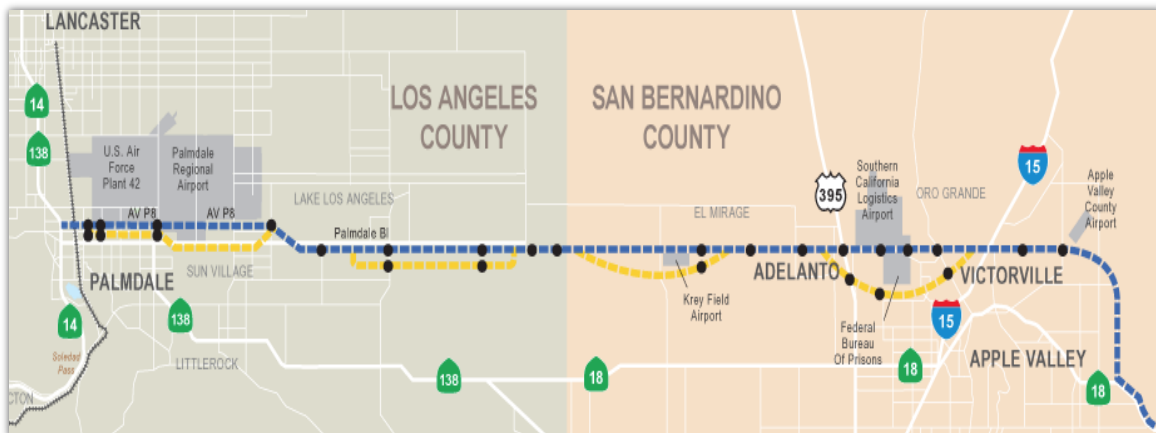 LANCASTER
LOS ANGELES
COUNTY
SAN BERNARDINO
COUNTY
14
138
U.S. Air
Force
Plant 42
Palmdale
Regional
Airport
395
Southern
California
Logistics
Airport
15
ORO GRANDE
Apple
Valley
County
Airport
LAKE LOS ANGELES
EL MIRAGE
AV P8
AV P8
Palmdale Bl
PALMDALE
SUN VILLAGE
ADELANTO
VICTORVILLE
Krey Field
Airport
14
138
15
Federal
Bureau
Of Prisons
Soledad
Pass
LITTLEROCK
138
18
18
APPLE VALLEY
18
CTON